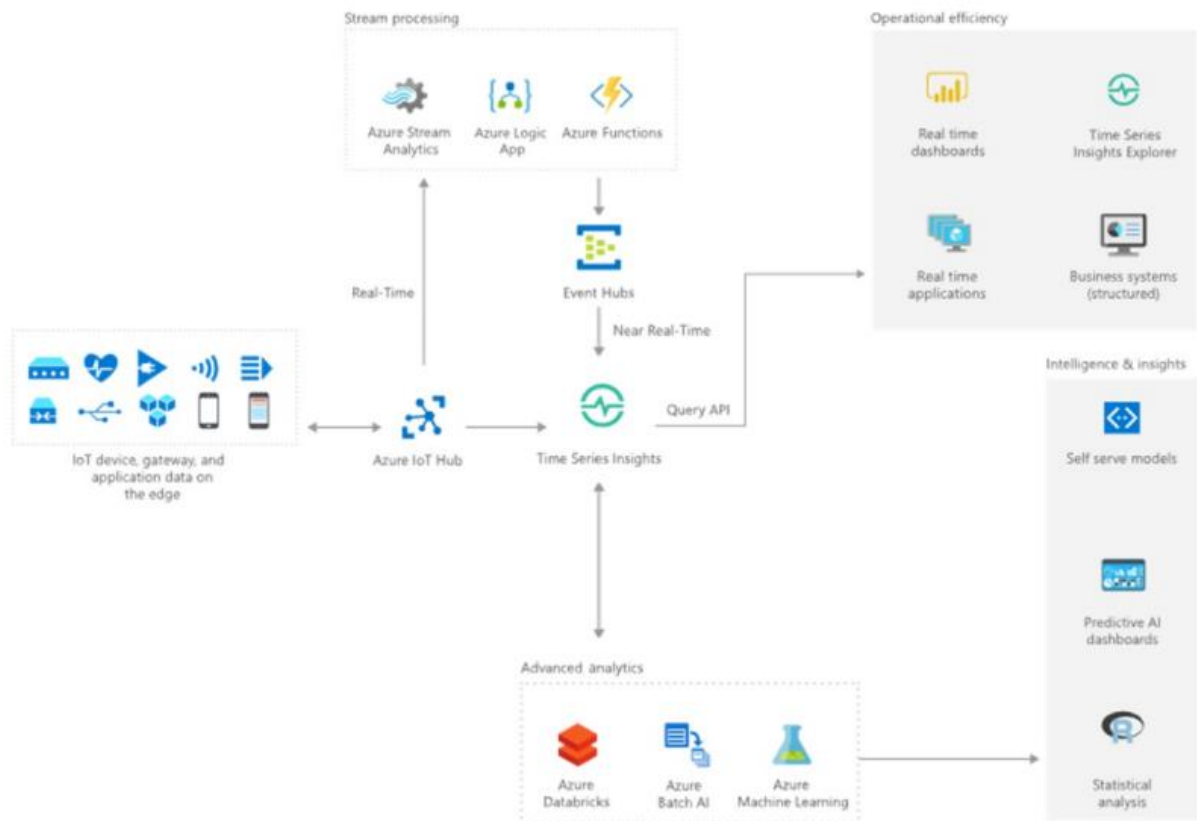 Stream processing
Azure Stream
Analytics
Azure Logic
App
Azure Functions
Operational efficiency
Real time
dashboards
Time Series
Insights Explorer
Real time
applications
Business systems
(structured)
Event Hubs
Real-Time
Near Real-Time
IoT device, gateway, and
application data on
the edge
Azure IoT Hub
Time Series Insights
Query API
Intelligence & insights
Self serve models
Predictive AI
dashboards
Statistical
analysis
Advanced analytics
Azure
Databricks
Azure
Batch AI
Azure
Machine Learning